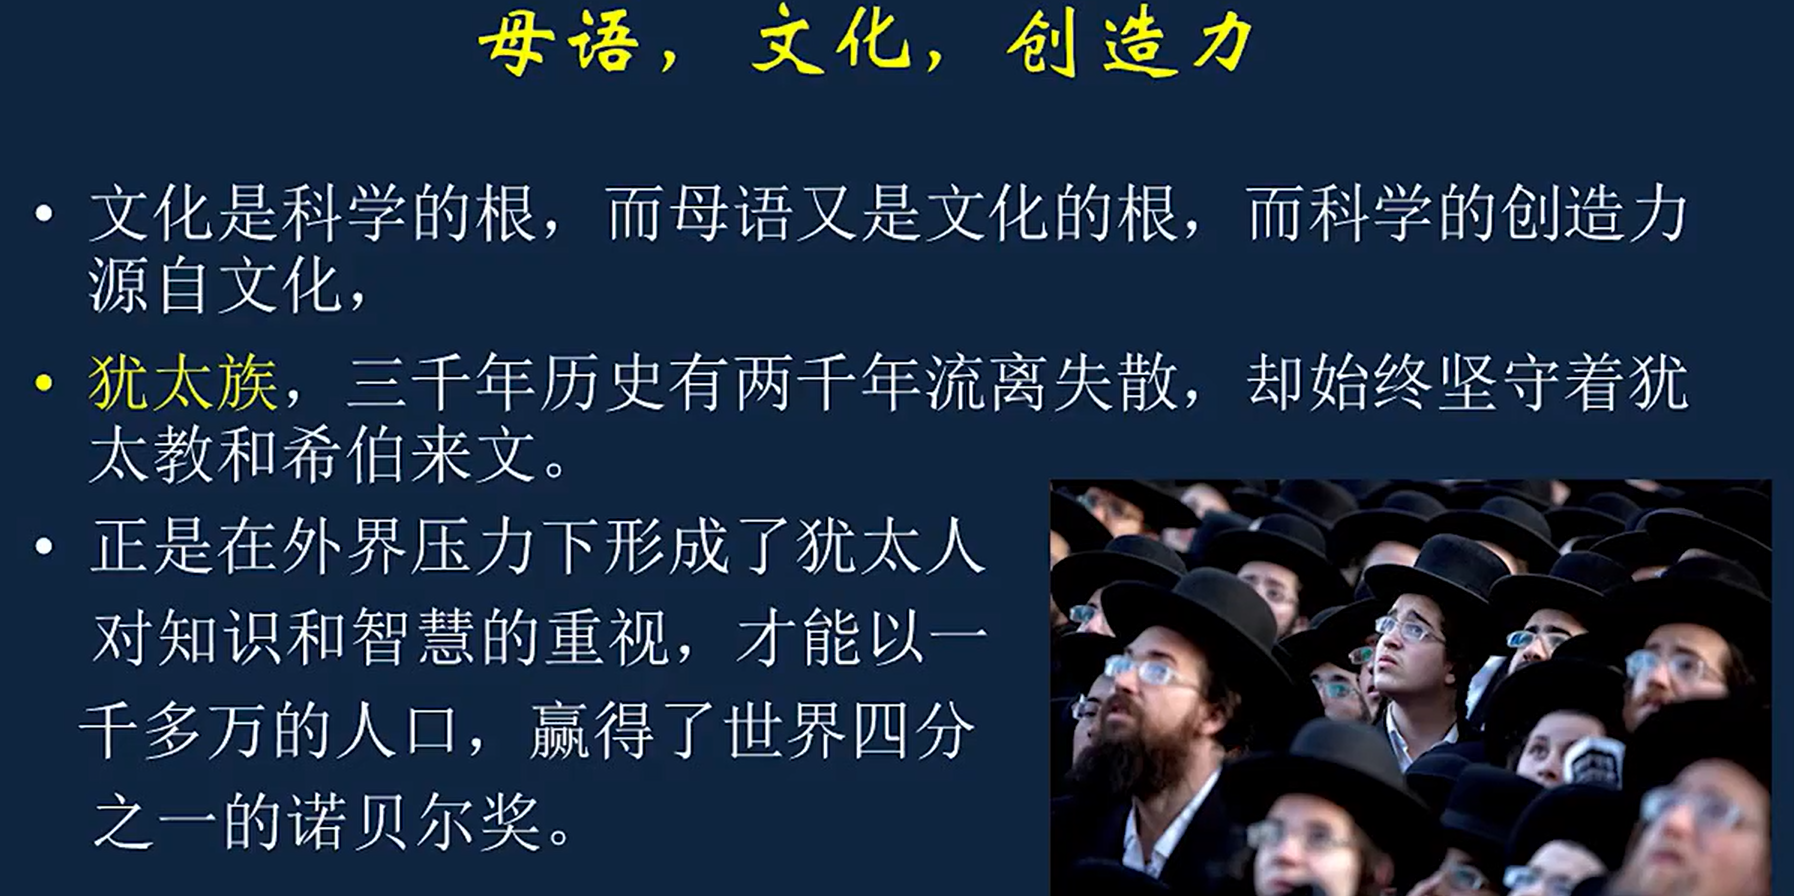 母语，文化，创造力
• 文化是科学的根，而母语又是文化的根，而科学的创造力
源自文化，
• 犹太族，三千年历史有两千年流离失散，却始终坚守着犹
太教和希伯来文。
• 正是在外界压力下形成了犹太人
对知识和智慧的重视，才能以一
千多万的人口，赢得了世界四分
之一的诺贝尔奖。